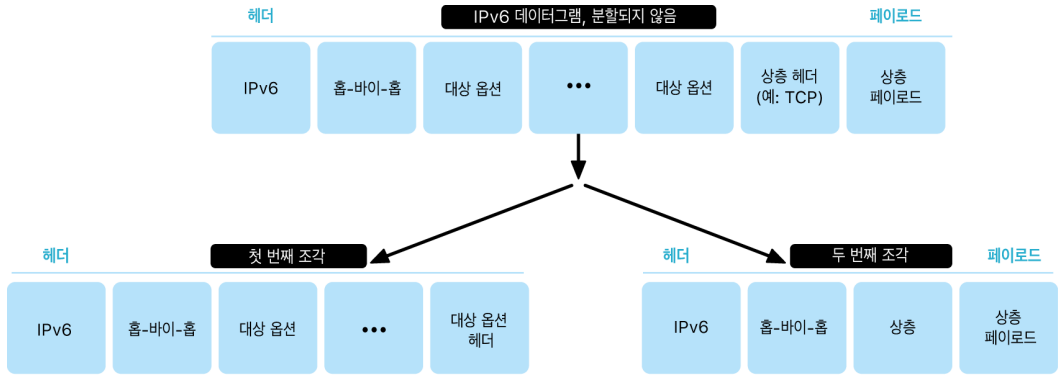 헤더
IPv6 데이터그램, 분할되지 않음
페이로드
IPv6
홉-바이-홉
대상 옵션
•••
대상 옵션
상층 헤더
(예: TCP)
상층
페이로드
헤더
첫 번째 조각
IPv6
홉-바이-홉
대상 옵션
•••
대상 옵션
헤더
헤더
두 번째 조각
페이로드
IPv6
홉-바이-홉
상층
상층
페이로드